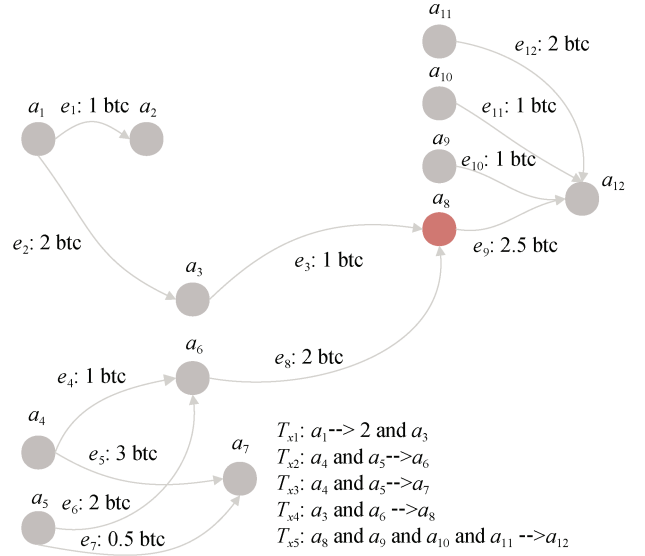 a11
e12: 2 btc
a10
e11: 1 btc
a1 e1: 1 btc a2
a9
e10: 1 btc
a12
a8
e2: 2 btc
e9: 2.5 btc
e3: 1 btc
a3
a6
e8: 2 btc
e4: 1 btc
a4
e5: 3 btc
a7
a5 e6: 2 btc
e7: 0.5 btc
Tx1: a1--> 2 and a3
Tx2: a4 and a5-->a6
Tx3: a4 and a5-->a7
Tx4: a3 and a6 -->a8
Tx5: a8 and a9 and a10 and a11 -->a12